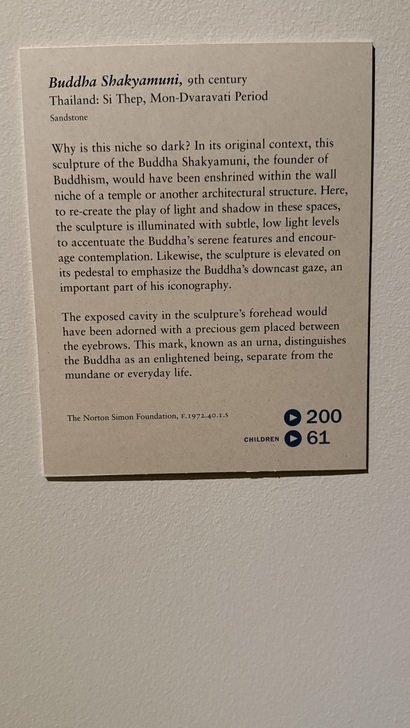 Buddha Shakyamuni, 9th century
Thailand: Si Thep, Mon-Dvaravati Period
Sandstone
Why is this niche so dark? In its original context, this
sculpture of the Buddha Shakyamuni, the founder of
Buddhism, would have been enshrined within the wall
niche of a temple or another architectural structure. Here,
to re-create the play of light and shadow in these spaces,
the sculpture is illuminated with subtle, low light levels
to accentuate the Buddha's serene features and encour-
age contemplation. Likewise, the sculpture is elevated on
its pedestal to emphasize the Buddha's downcast gaze, an
important part of his iconography.
The exposed cavity in the sculpture's forehead would
have been adorned with a precious gem placed between
the eyebrows. This mark, known as an urna, distinguishes
the Buddha as an enlightened being, separate from the
mundane or everyday life.
The Norton Simon Foundation, F.1972.40.1.S
200
CHILDREN 61